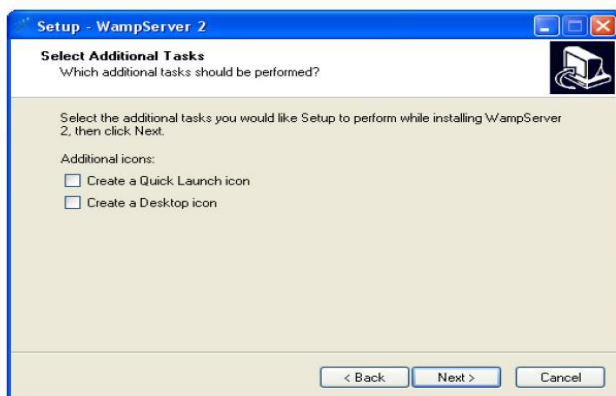 Setup - WampServer 2
Select Additional Tasks
Which additional tasks should be performed?
Select the additional tasks you would like Setup to perform while installing WampServer
2, then click Next.
Additional icons:
Create a Quick Launch icon
Create a Desktop icon
< Back
Next >
Cancel